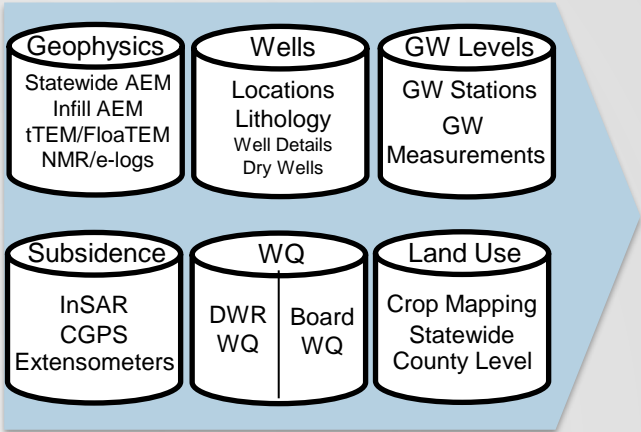 Geophysics
Statewide AEM
Infill AEM
tTEM/FloaTEM
NMR/e-logs
Wells
Locations
Lithology
Well Details
Dry Wells
GW Levels
GW Stations
GW
Measurements
Subsidence
InSAR
CGPS
Extensometers
WQ
DWR
WQ
Board
WQ
Land Use
Crop Mapping
Statewide
County Level